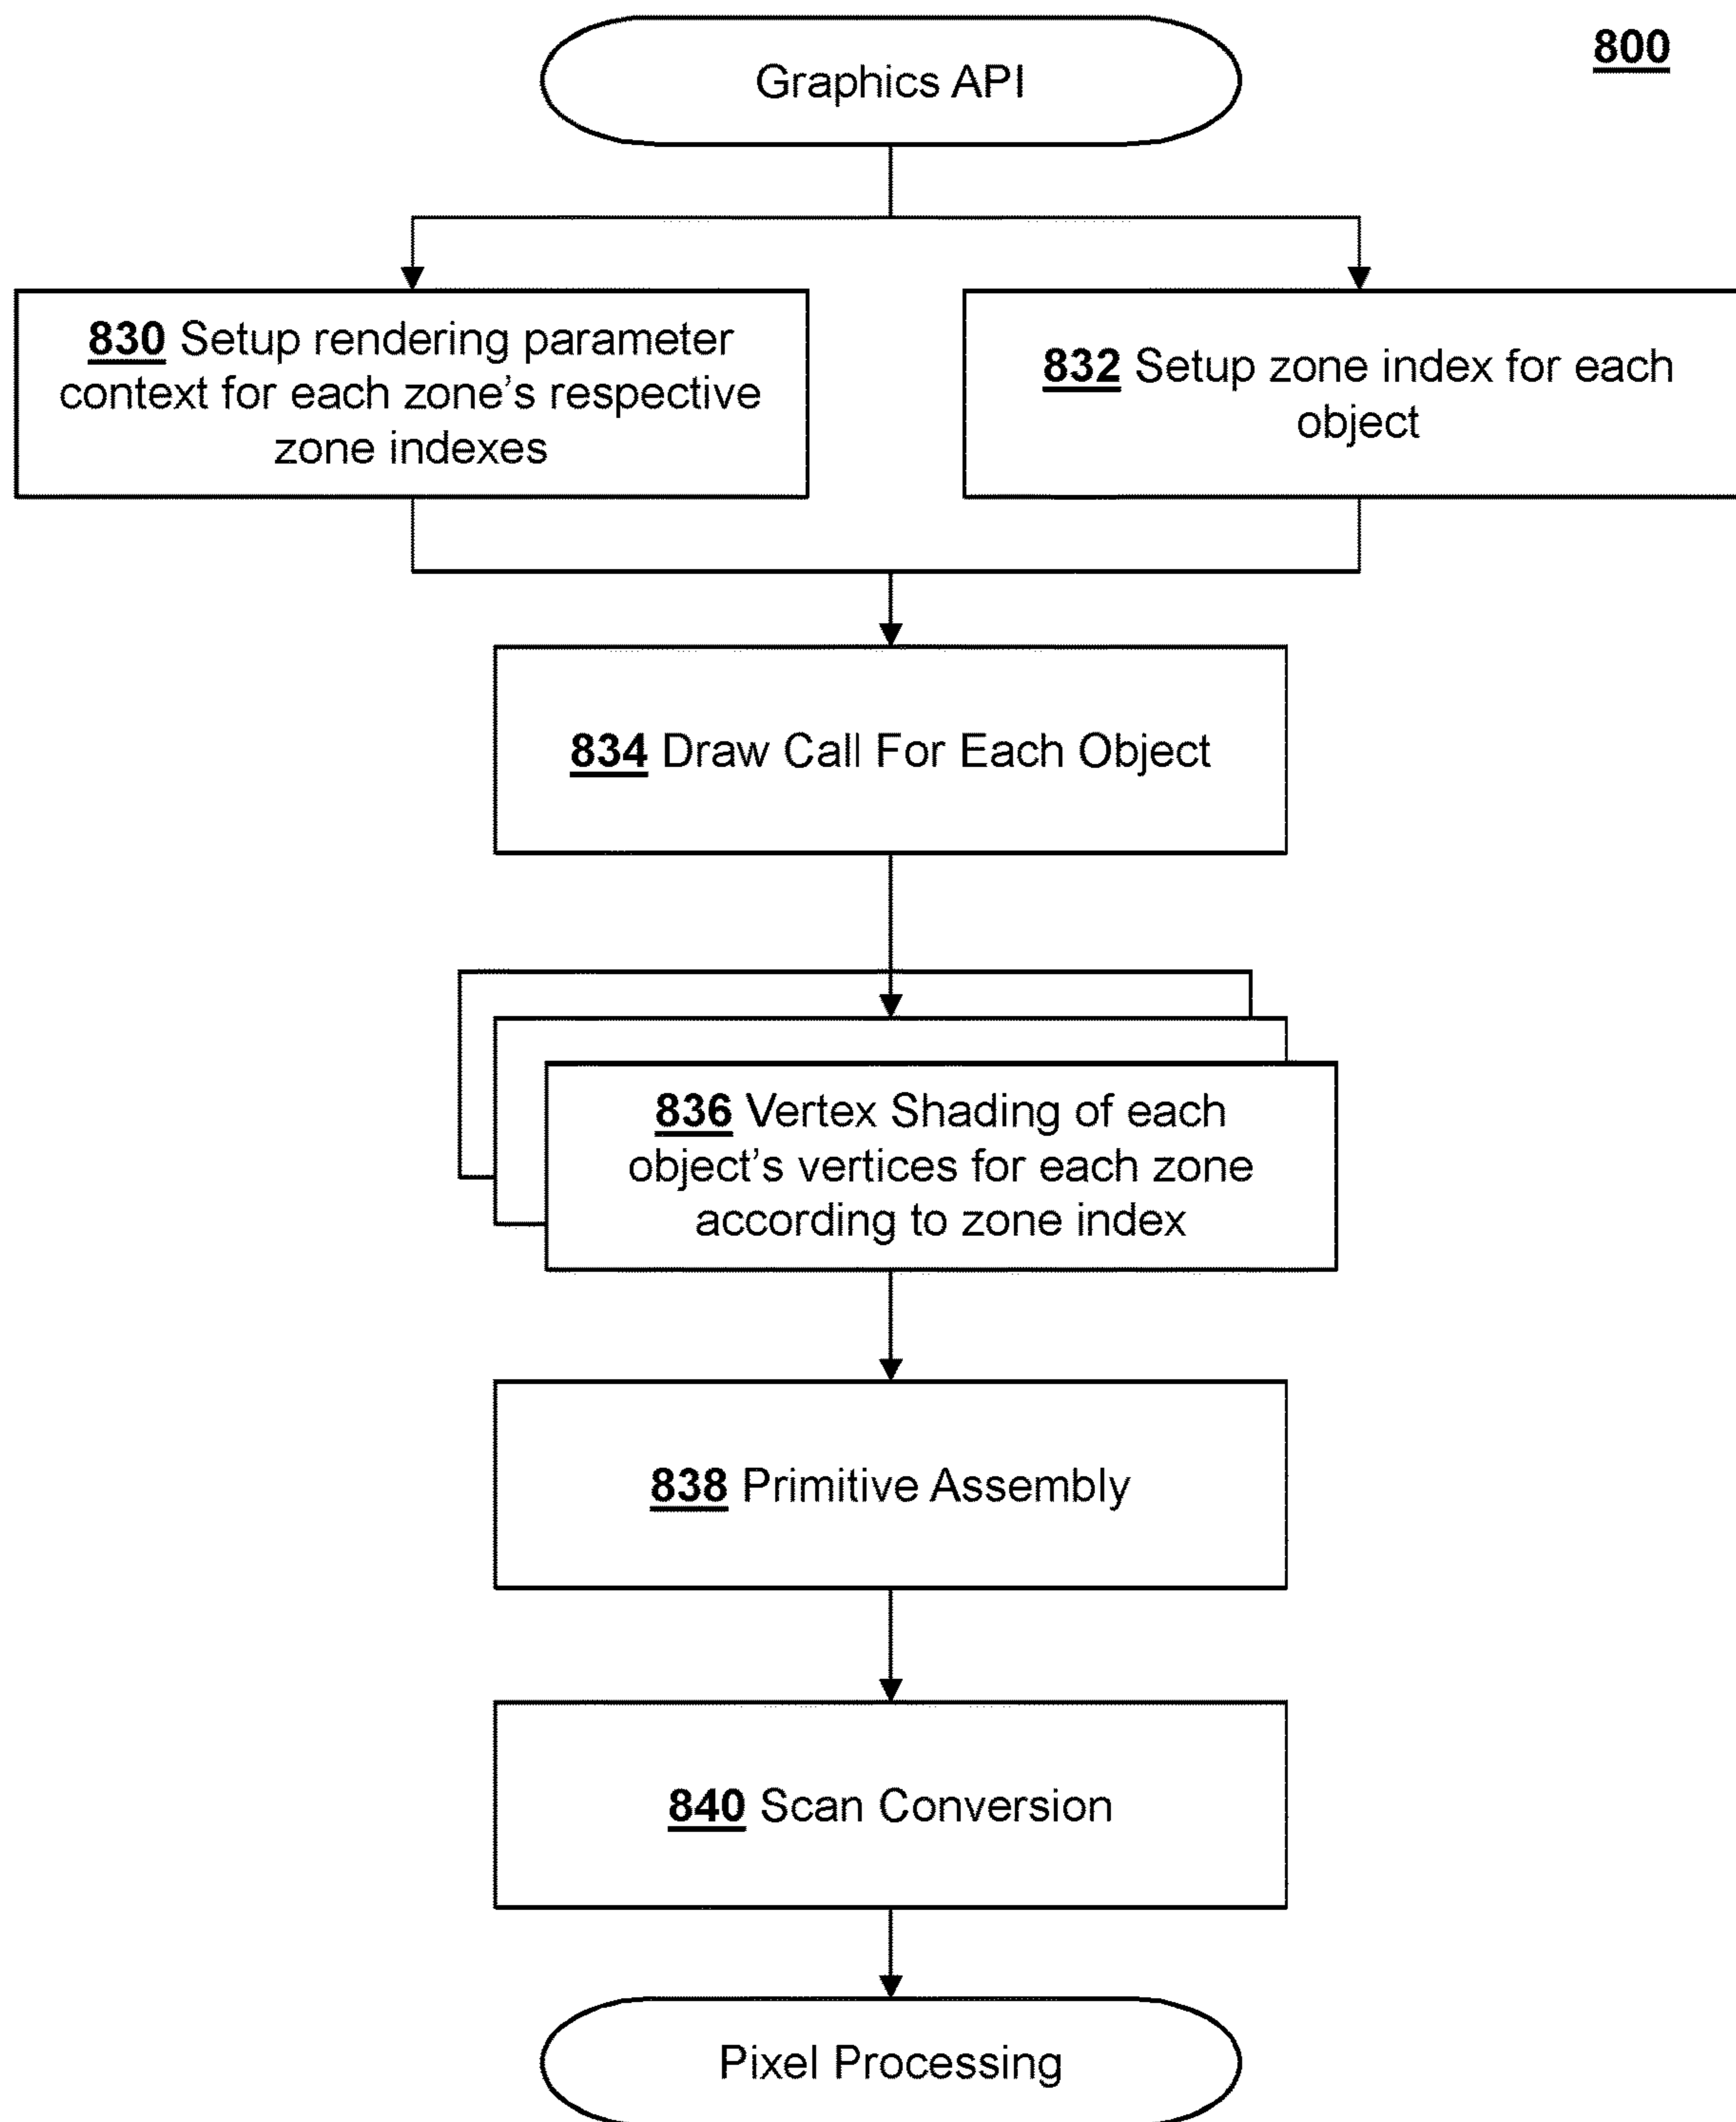 800
Graphics API
830 Setup rendering parameter
context for each zone's respective
zone indexes
832 Setup zone index for each
object
834 Draw Call For Each Object
836 Vertex Shading of each
object's vertices for each zone
according to zone index
838 Primitive Assembly
840 Scan Conversion
Pixel Processing